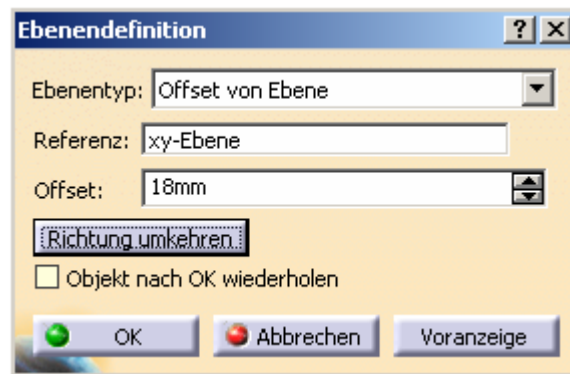 Ebenendefinition ? X
Ebenentyp: Offset von Ebene
Referenz: xy-Ebene
Offset: 18mm
Richtung umkehren
Objekt nach OK wiederholen
OK Abbrechen Voranzeige